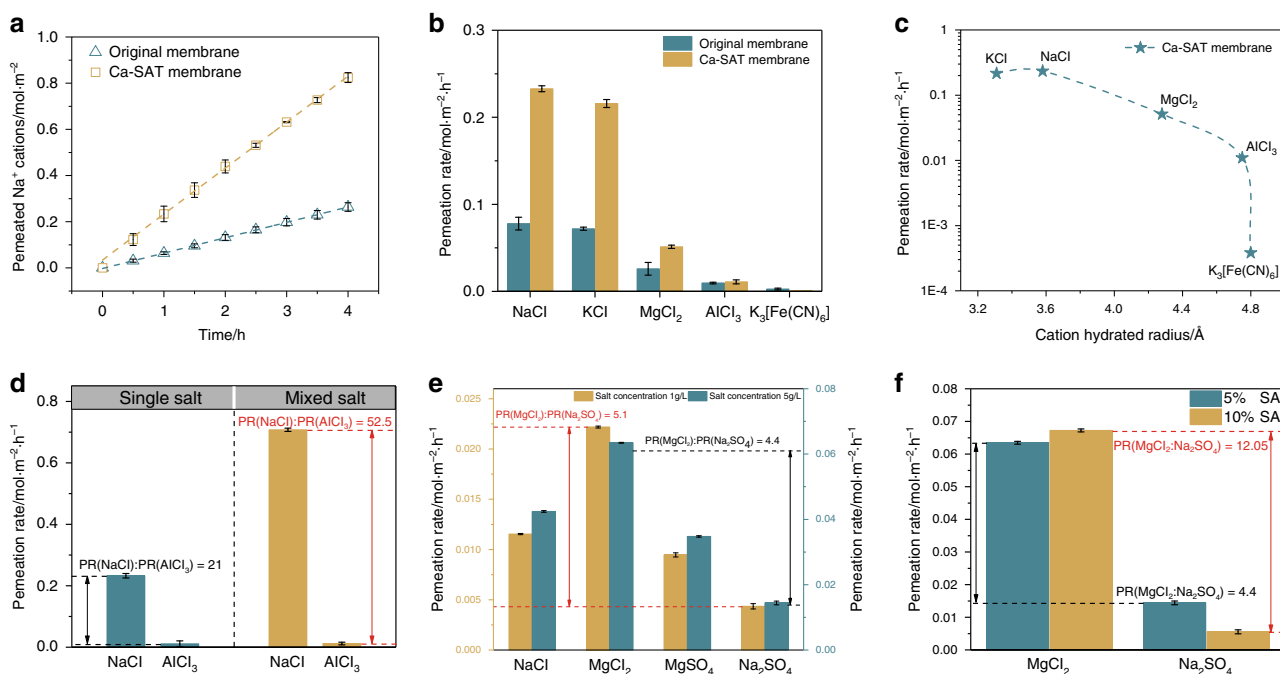 a
Permeated Na⁺ cations/mol·m⁻²
1.0
0.8
0.6
0.4
0.2
0.0
Original membrane
Ca-SAT membrane
0 1 2 3 4
Time/h
b
Permeation rate/mol·m⁻²·h⁻¹
0.3
0.2
0.1
0.0
Original membrane
Ca-SAT membrane
NaCl KCl MgCl₂ AlCl₃ K₃[Fe(CN)₆]
c
Permeation rate/mol·m⁻²·h⁻¹
1
0.1
0.01
1E-3
1E-4
Ca-SAT membrane
KCl
NaCl
MgCl₂
AlCl₃
K₃[Fe(CN)₆]
3.2 3.6 4.0 4.4 4.8
Cation hydrated radius/Å
d
Permeation rate/mol·m⁻²·h⁻¹
0.8
0.6
0.4
0.2
0.0
Single salt Mixed salt
PR(NaCl):PR(AlCl₃) = 52.5
PR(NaCl):PR(AlCl₃) = 21
NaCl AlCl₃ NaCl AlCl₃
e
Permeation rate/mol·m⁻²·h⁻¹
0.025
0.020
0.015
0.010
0.005
0.000
Salt concentration 1g/L Salt concentration 5g/L
PR(MgCl₂):PR(Na₂SO₄) = 5.1
PR(MgCl₂):PR(Na₂SO₄) = 4.4
NaCl MgCl₂ MgSO₄ Na₂SO₄
0.08
0.06
0.04
0.02
0.00
Permeation rate/mol·m⁻²·h⁻¹
f
Permeation rate/mol·m⁻²·h⁻¹
0.08
0.07
0.06
0.05
0.04
0.03
0.02
0.01
0.00
5% SA
10% SA
PR(MgCl₂:Na₂SO₄) = 12.05
PR(MgCl₂:Na₂SO₄) = 4.4
MgCl₂ Na₂SO₄